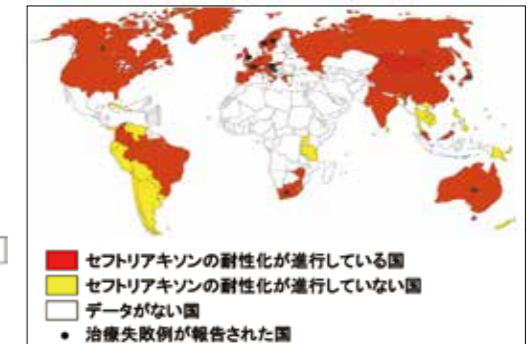 セフトリアキソンの耐性化が進行している国
セフトリアキソンの耐性化が進行していない国
データがない国
• 治療失敗例が報告された国